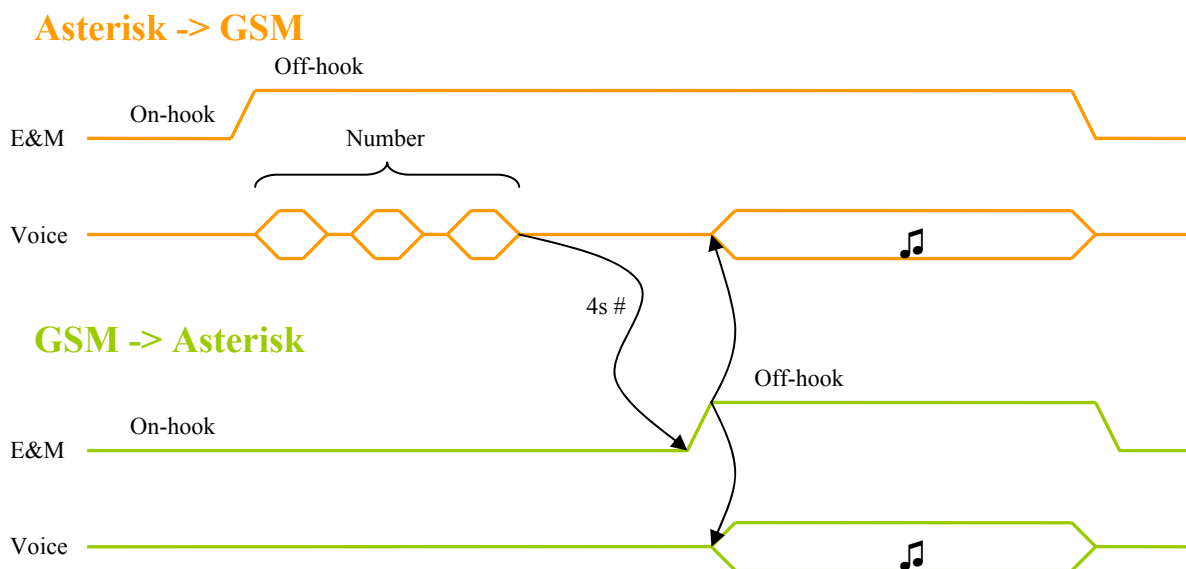 Asterisk -> GSM
Off-hook
On-hook
E&M
Number
Voice
4s #
GSM -> Asterisk
Off-hook
On-hook
E&M
Voice